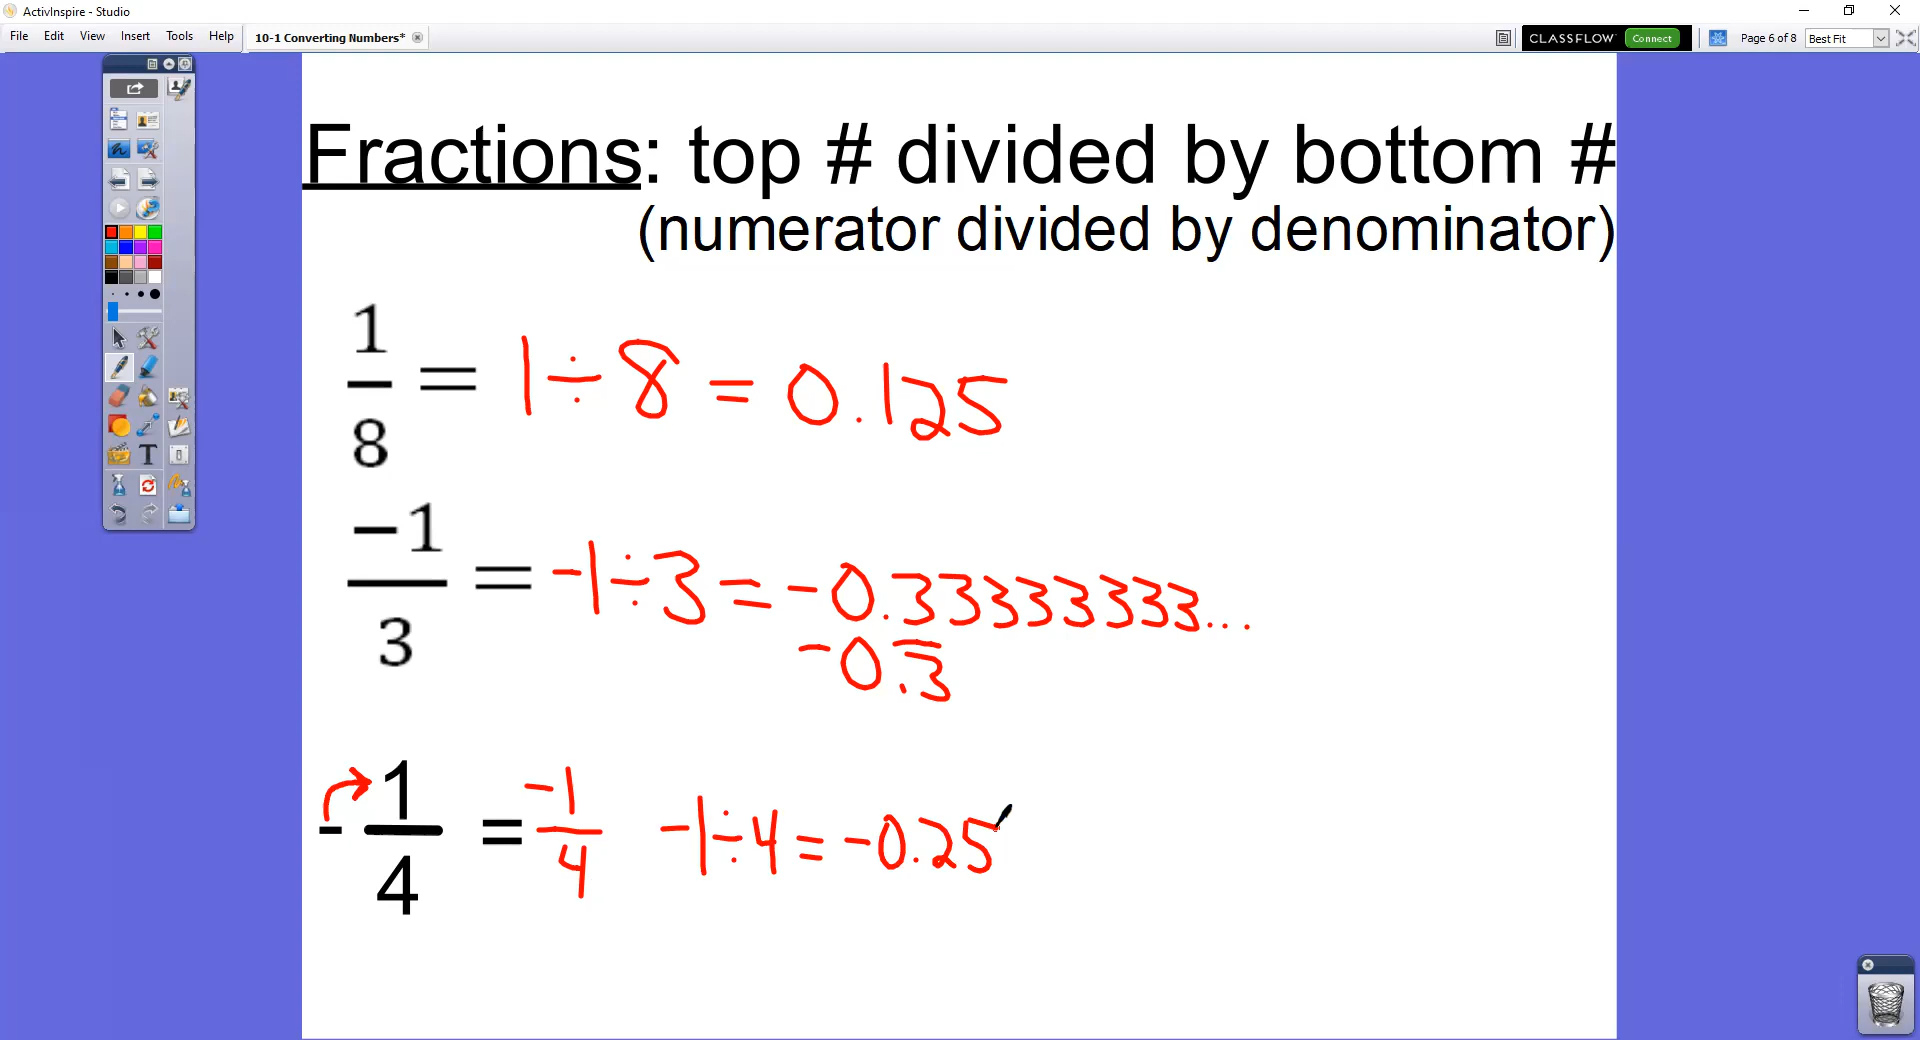 ActivInspire - Studio
File Edit View Insert Tools Help
10-1 Converting Numbers*
CLASSFLOW Connect
Page 6 of 8
Best Fit
Fractions: top # divided by bottom #
(numerator divided by denominator)
1/8 = 1 ÷ 8 = 0.125
-1/3 = -1 ÷ 3 = -0.33333333...
-0.3̅
-1/4 = -1/4 -1 ÷ 4 = -0.25